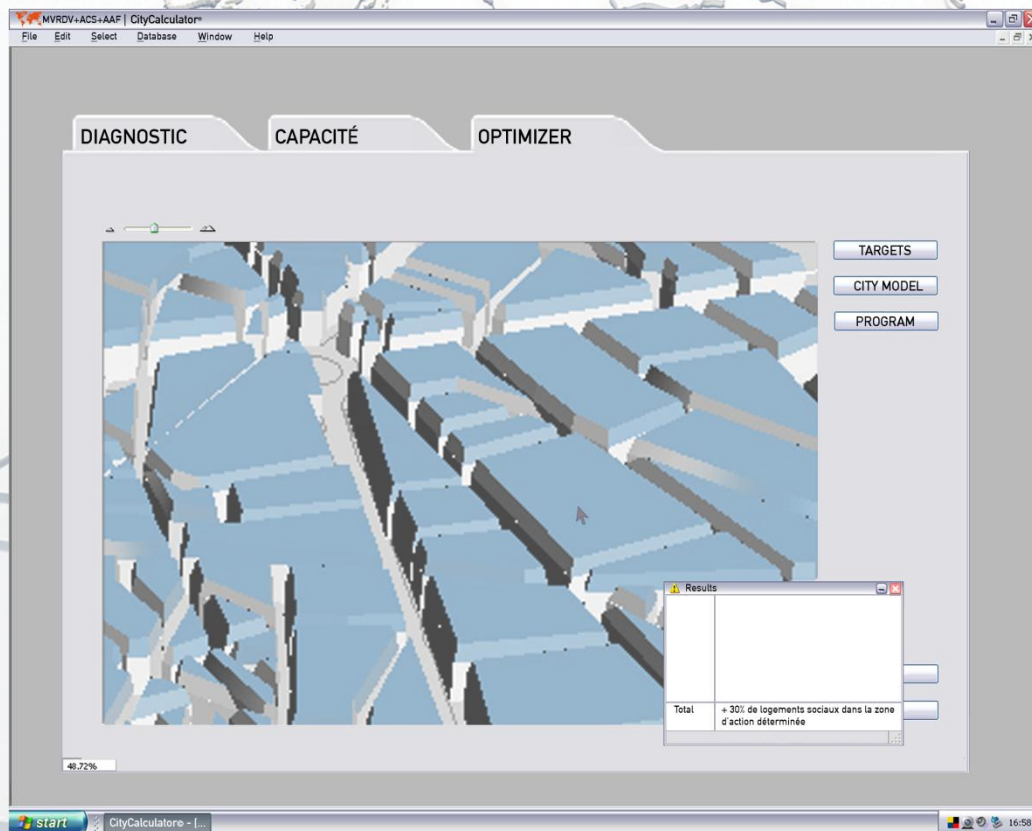 MVRDV+ACS+AAF | CityCalculator®
File Edit Select Database Window Help
DIAGNOSTIC
CAPACITÉ
OPTIMIZER
TARGETS
CITY MODEL
PROGRAM
Results
Total
+ 30% de logements sociaux dans la zone
d'action déterminée
48.72%
start
CityCalculator® - [...
16:58